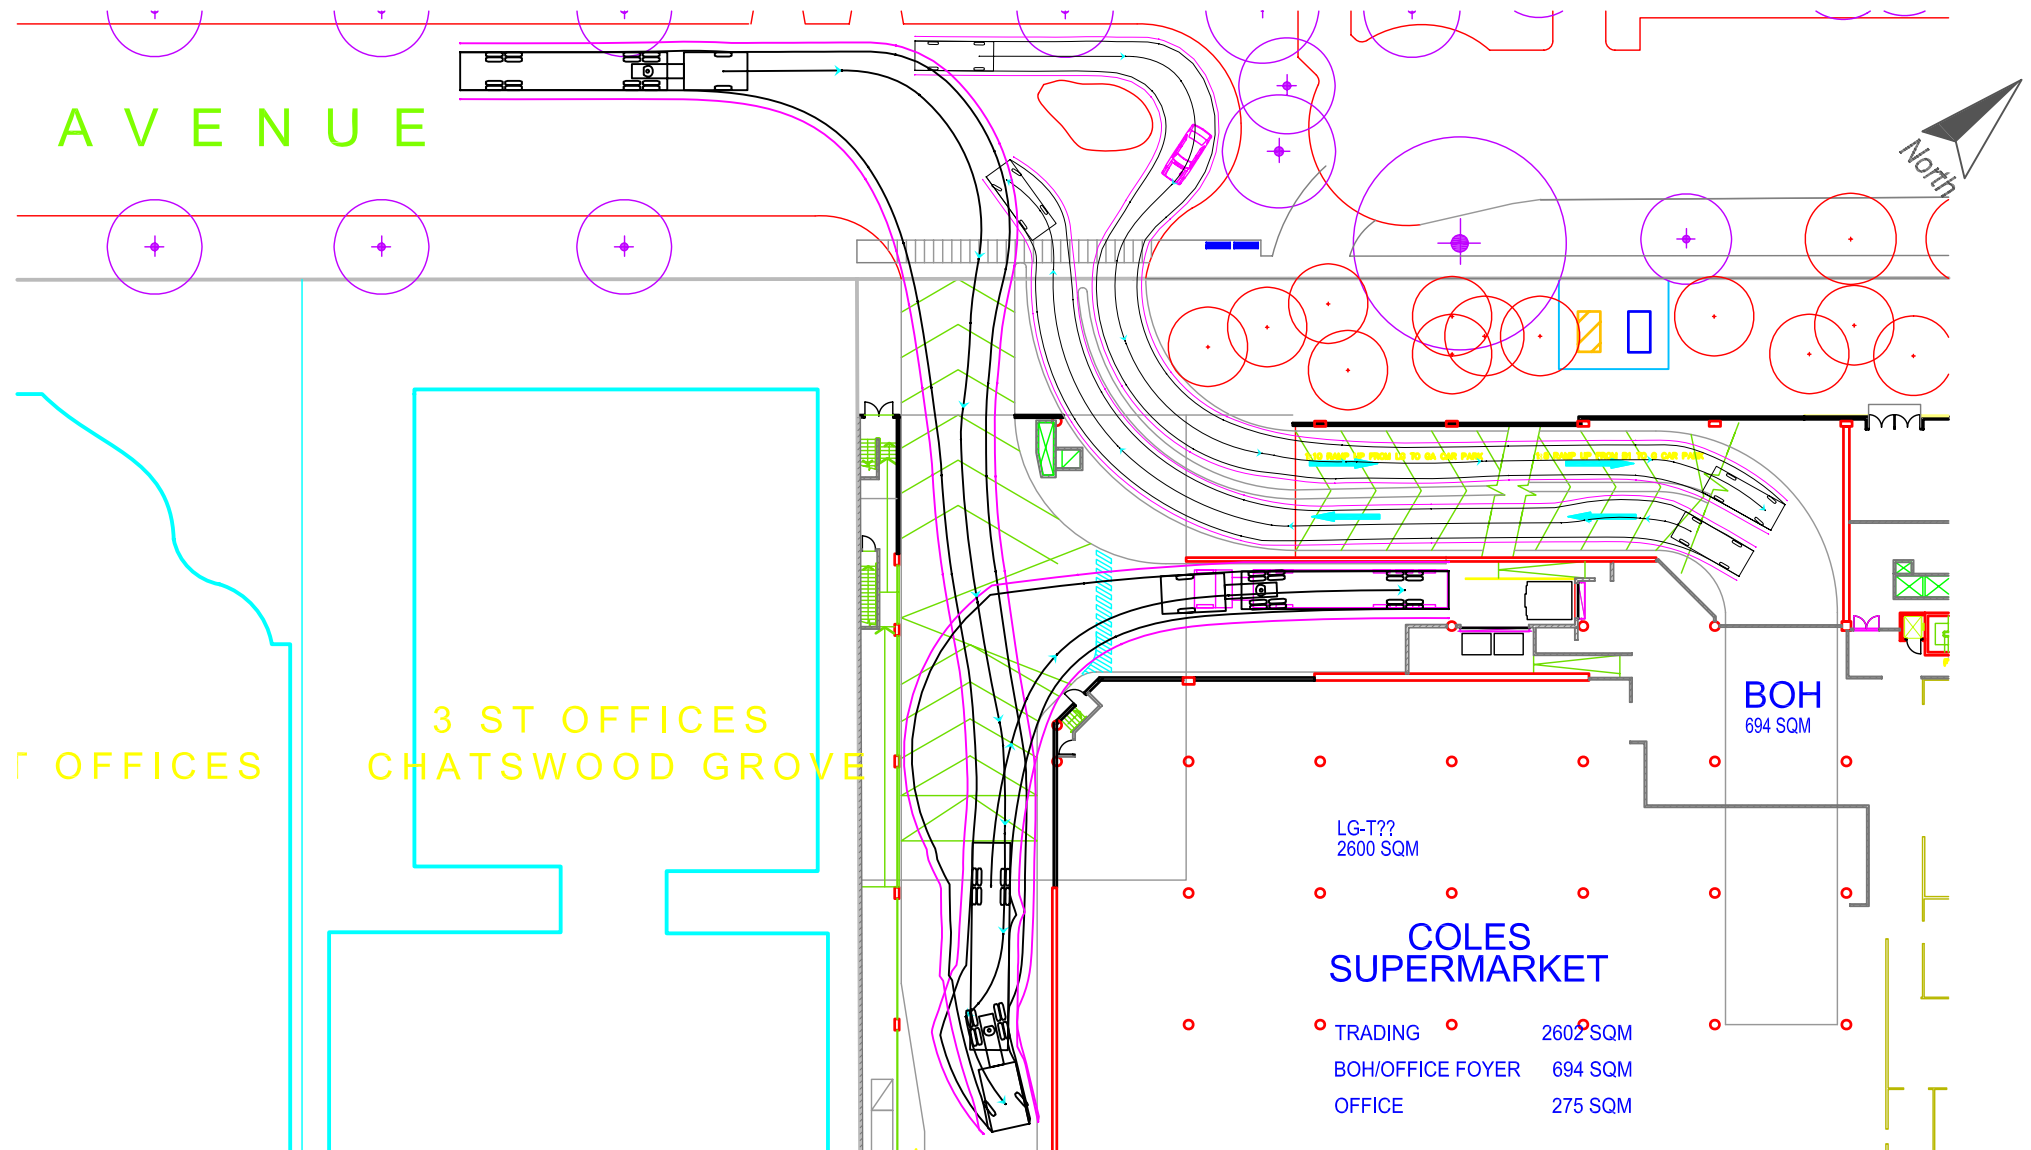 AVENUE
North
3 ST OFFICES
CHATSWOOD GROVE
OFFICES
BOH
694 SQM
LG-T??
2600 SQM
COLES
SUPERMARKET
TRADING 2602 SQM
BOH/OFFICE FOYER 694 SQM
OFFICE 275 SQM